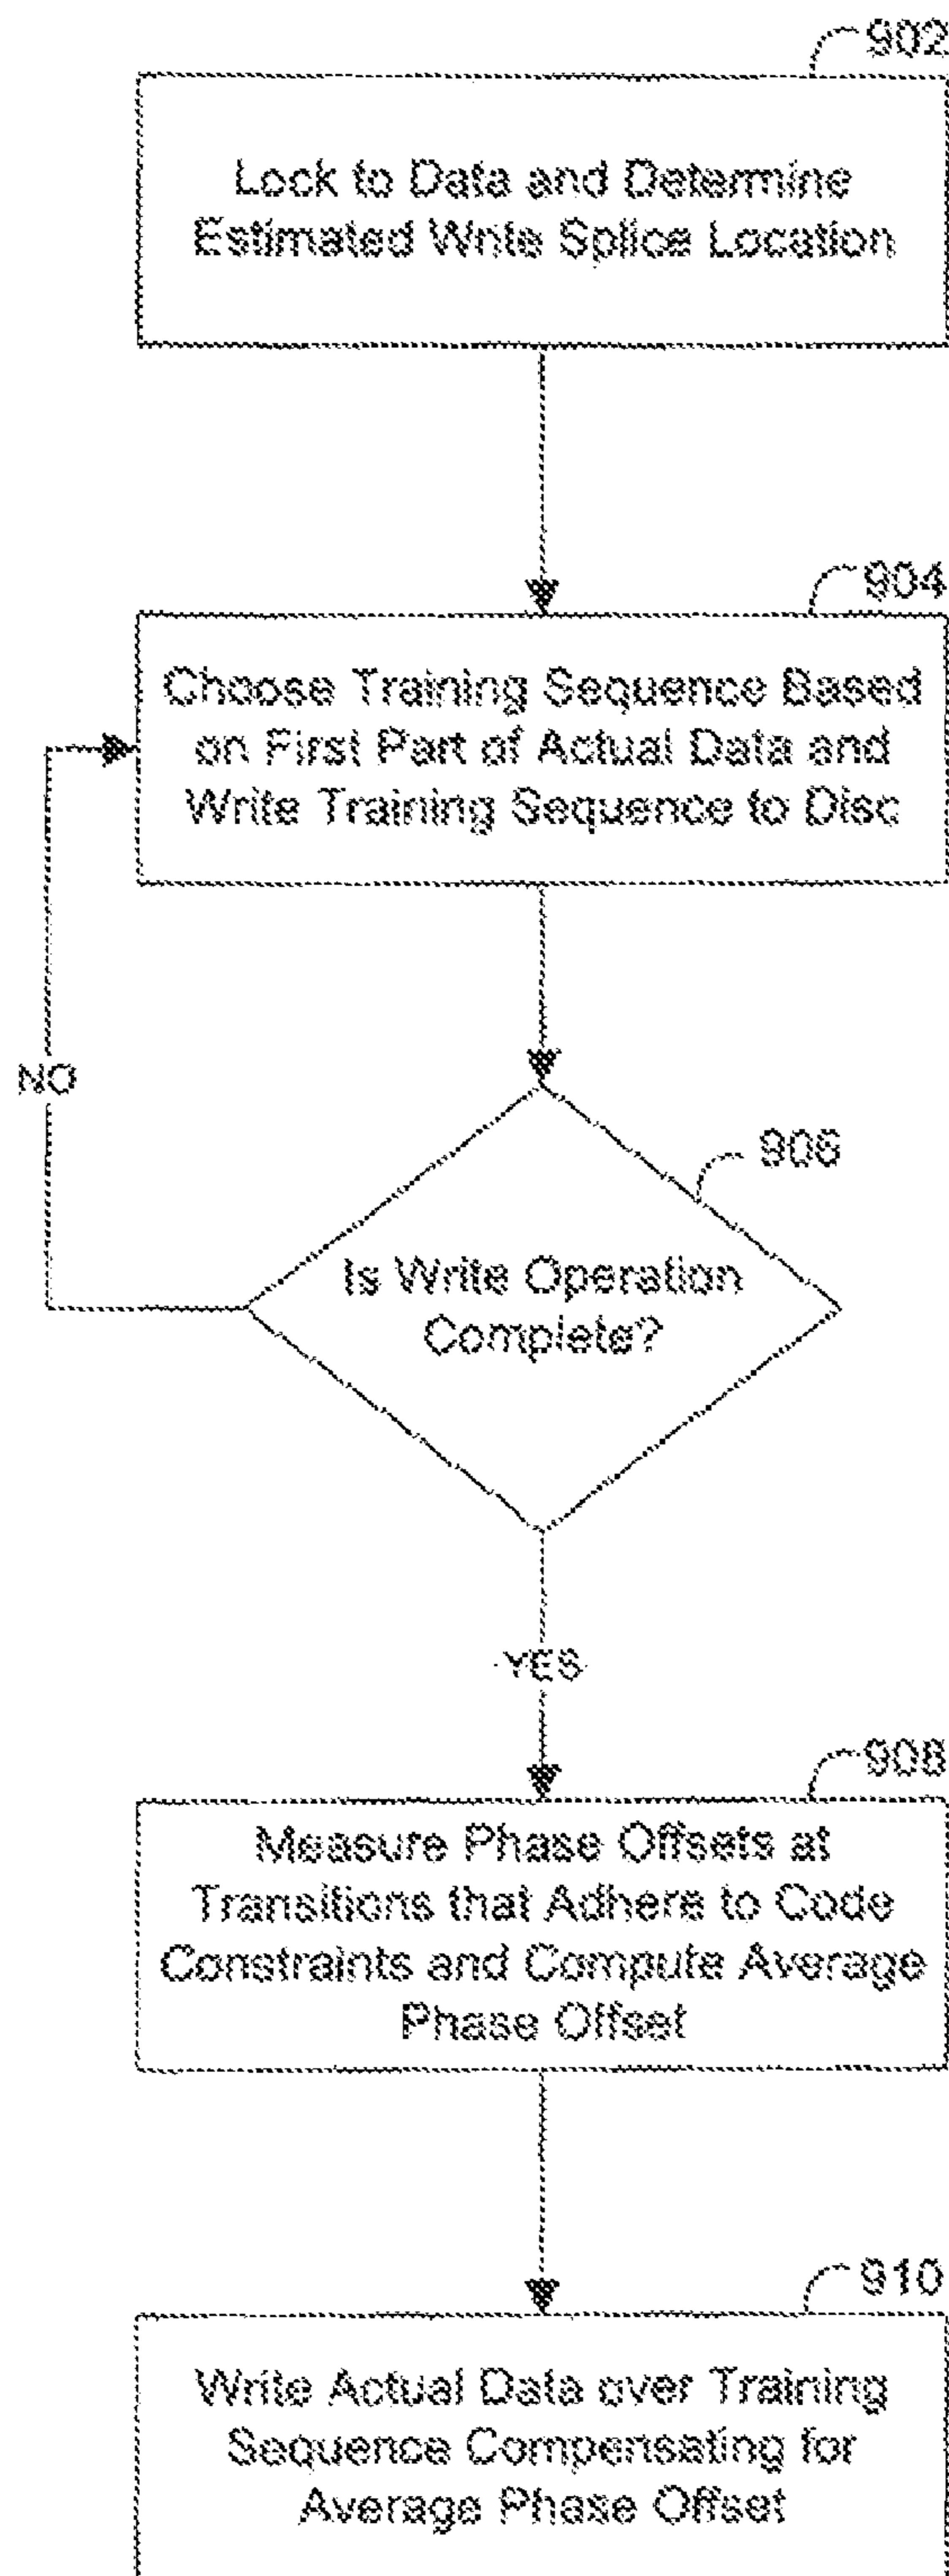 902
Lock to Data and Determine
Estimated Write Splice Location
904
Choose Training Sequence Based
on First Part of Actual Data and
Write Training Sequence to Disc
NO
906
Is Write Operation
Complete?
YES
908
Measure Phase Offsets at
Transitions that Adhere to Code
Constraints and Compute Average
Phase Offset
910
Write Actual Data over Training
Sequence Compensating for
Average Phase Offset